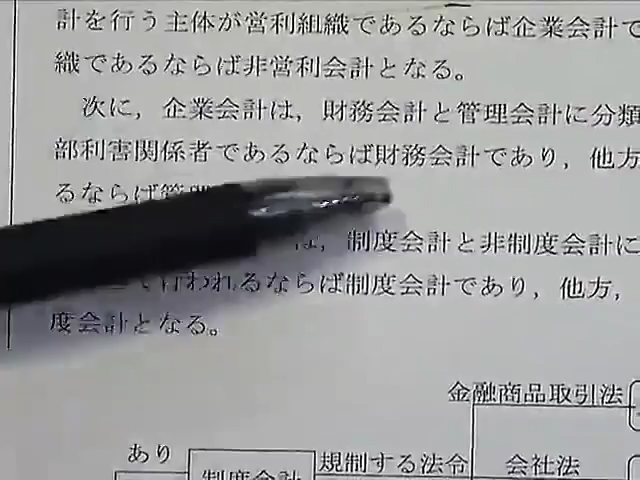 計を行う主体が営利組織であるならば企業会計で
織であるならば非営利会計となる。
次に，企業会計は，財務会計と管理会計に分類
部利害関係者であるならば財務会計であり，他方
るならば管
は，制度会計と非制度会計に
て行われるならば制度会計であり，他方，
度会計となる。
金融商品取引法
あり
制度会計
規制する法令
会社法